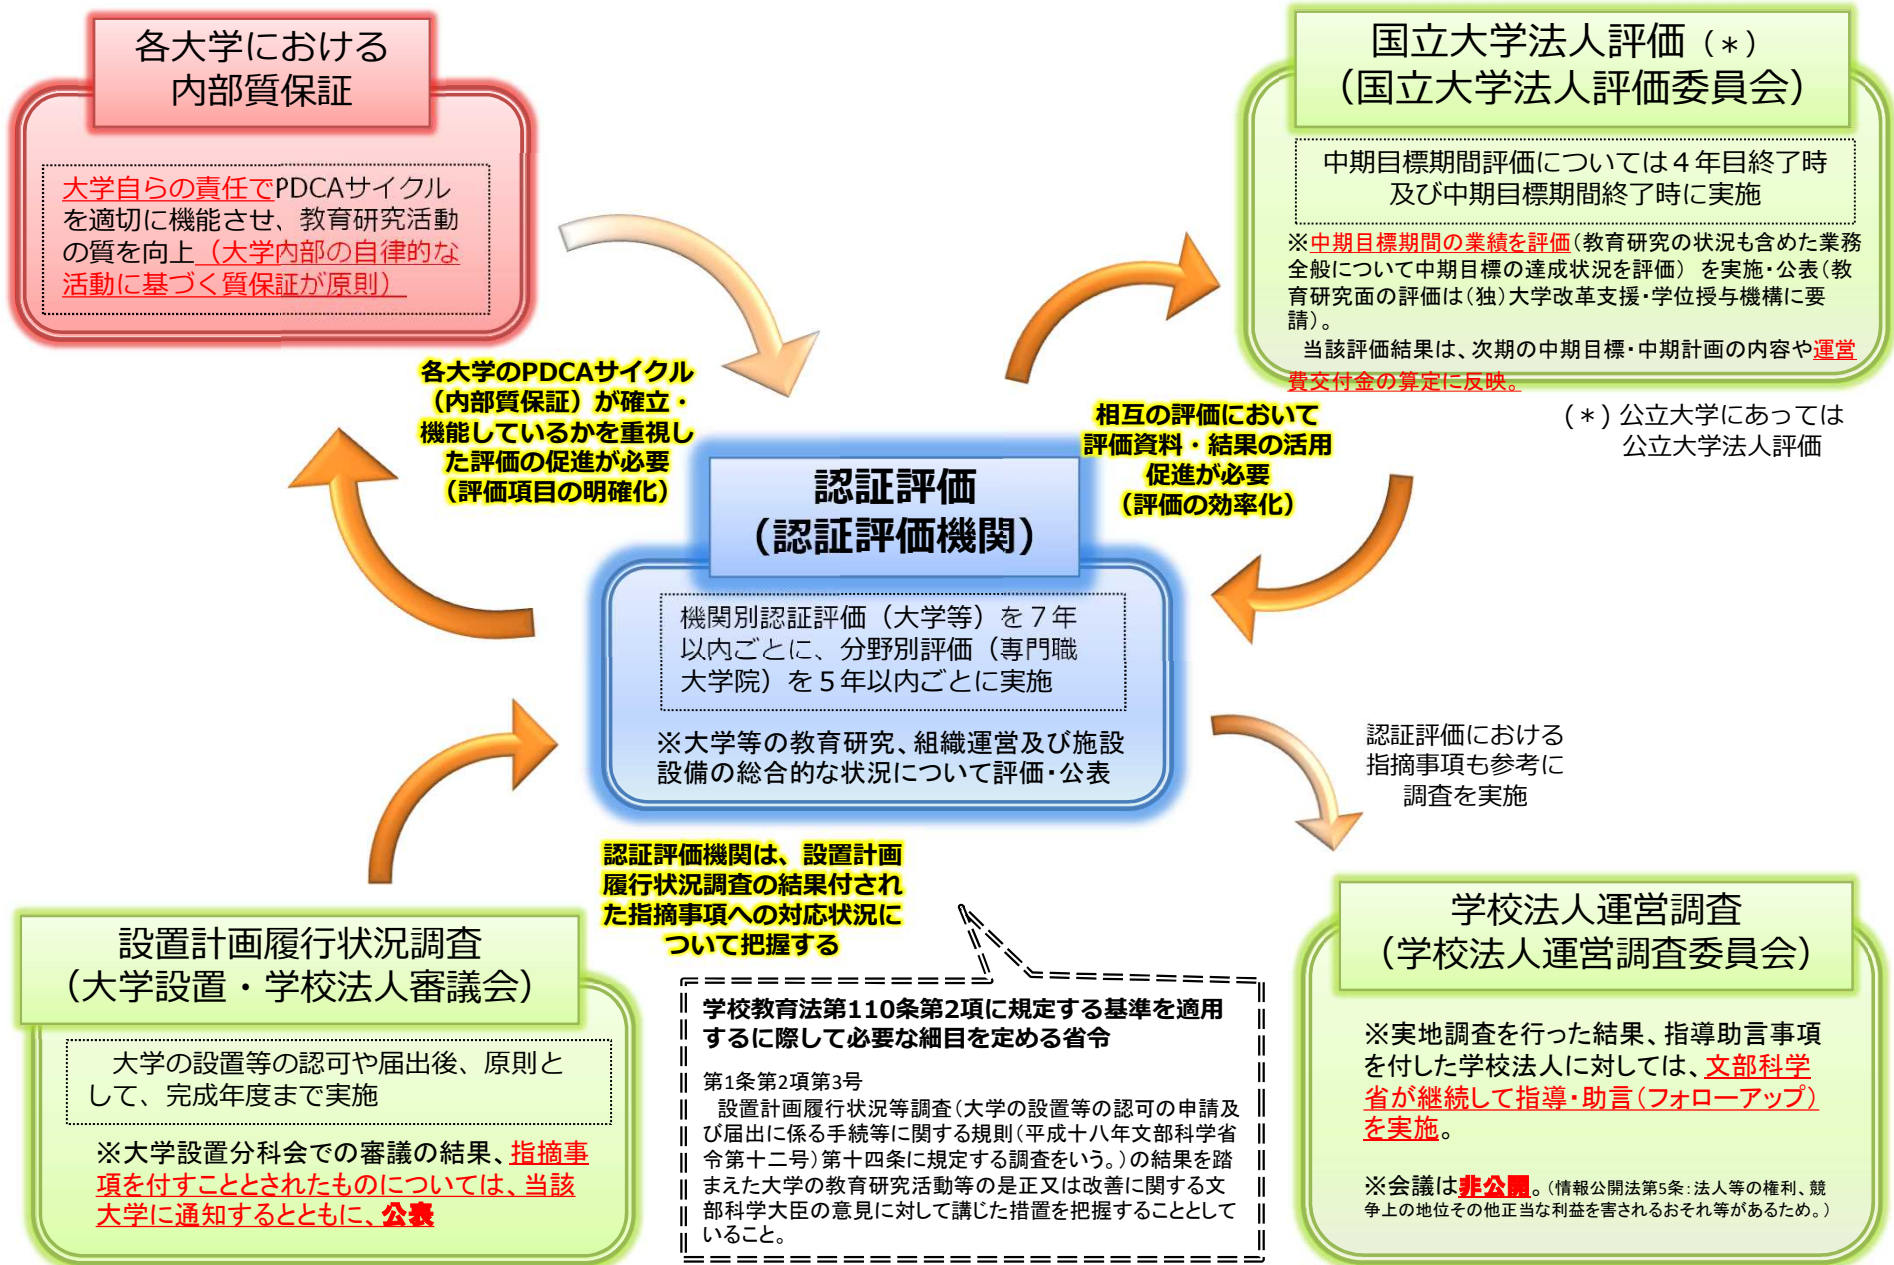 各大学における
内部質保証
大学自らの責任でPDCAサイクル
を適切に機能させ、教育研究活動
の質を向上（大学内部の自律的な
活動に基づく質保証が原則）
国立大学法人評価（＊）
（国立大学法人評価委員会）
中期目標期間評価については４年目終了時
及び中期目標期間終了時に実施
※中期目標期間の業績を評価（教育研究の状況も含めた業務
全般について中期目標の達成状況を評価） を実施・公表（教
育研究面の評価は（独）大学改革支援・学位授与機構に要
請）。
当該評価結果は、次期の中期目標・中期計画の内容や運営
費交付金の算定に反映。
（＊）公立大学にあっては
公立大学法人評価
各大学のPDCAサイクル
（内部質保証）が確立・
機能しているかを重視し
た評価の促進が必要
（評価項目の明確化）
相互の評価において
評価資料・結果の活用
促進が必要
（評価の効率化）
認証評価
（認証評価機関）
機関別認証評価（大学等）を７年
以内ごとに、分野別評価（専門職
大学院）を５年以内ごとに実施
※大学等の教育研究、組織運営及び施設
設備の総合的な状況について評価・公表
認証評価における
指摘事項も参考に
調査を実施
認証評価機関は、設置計画
履行状況調査の結果付され
た指摘事項への対応状況に
ついて把握する
設置計画履行状況調査
（大学設置・学校法人審議会）
大学の設置等の認可や届出後、原則と
して、完成年度まで実施
※大学設置分科会での審議の結果、指摘事
項を付すこととされたものについては、当該
大学に通知するとともに、公表
学校教育法第110条第2項に規定する基準を適用
するに際して必要な細目を定める省令
第1条第2項第3号
設置計画履行状況等調査（大学の設置等の認可の申請及
び届出に係る手続等に関する規則（平成十八年文部科学省
令第十二号）第十四条に規定する調査をいう。）の結果を踏
まえた大学の教育研究活動等の是正又は改善に関する文
部科学大臣の意見に対して講じた措置を把握することとして
いること。
学校法人運営調査
（学校法人運営調査委員会）
※実地調査を行った結果、指導助言事項
を付した学校法人に対しては、文部科学
省が継続して指導・助言（フォローアップ）
を実施。
※会議は非公開。（情報公開法第5条：法人等の権利、競
争上の地位その他正当な利益を害されるおそれ等があるため。）